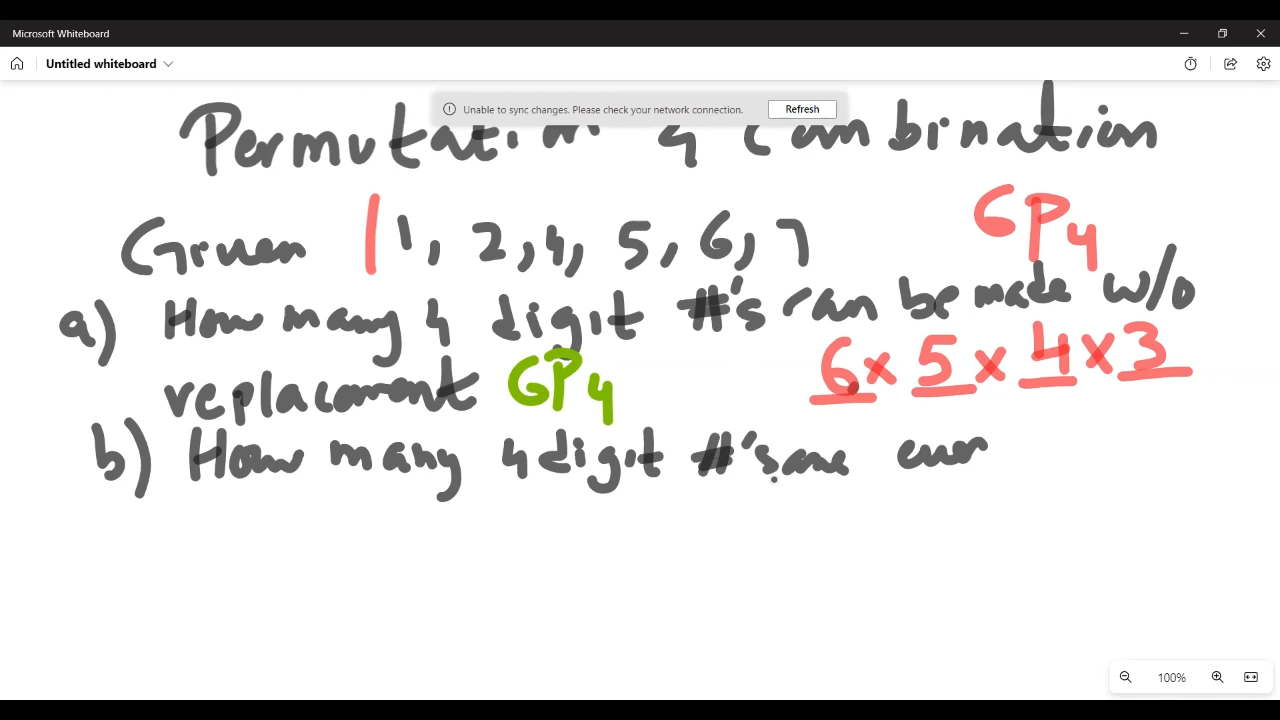 Microsoft Whiteboard
Untitled whiteboard
Unable to sync changes. Please check your network connection. Refresh
Permutation & Combination
Given 1, 2, 4, 5, 6, 7
6P4
a) How many 4 digit #'s can be made w/o
replacement 6P4
6 x 5 x 4 x 3
b) How many 4 digit #'s are even
100%